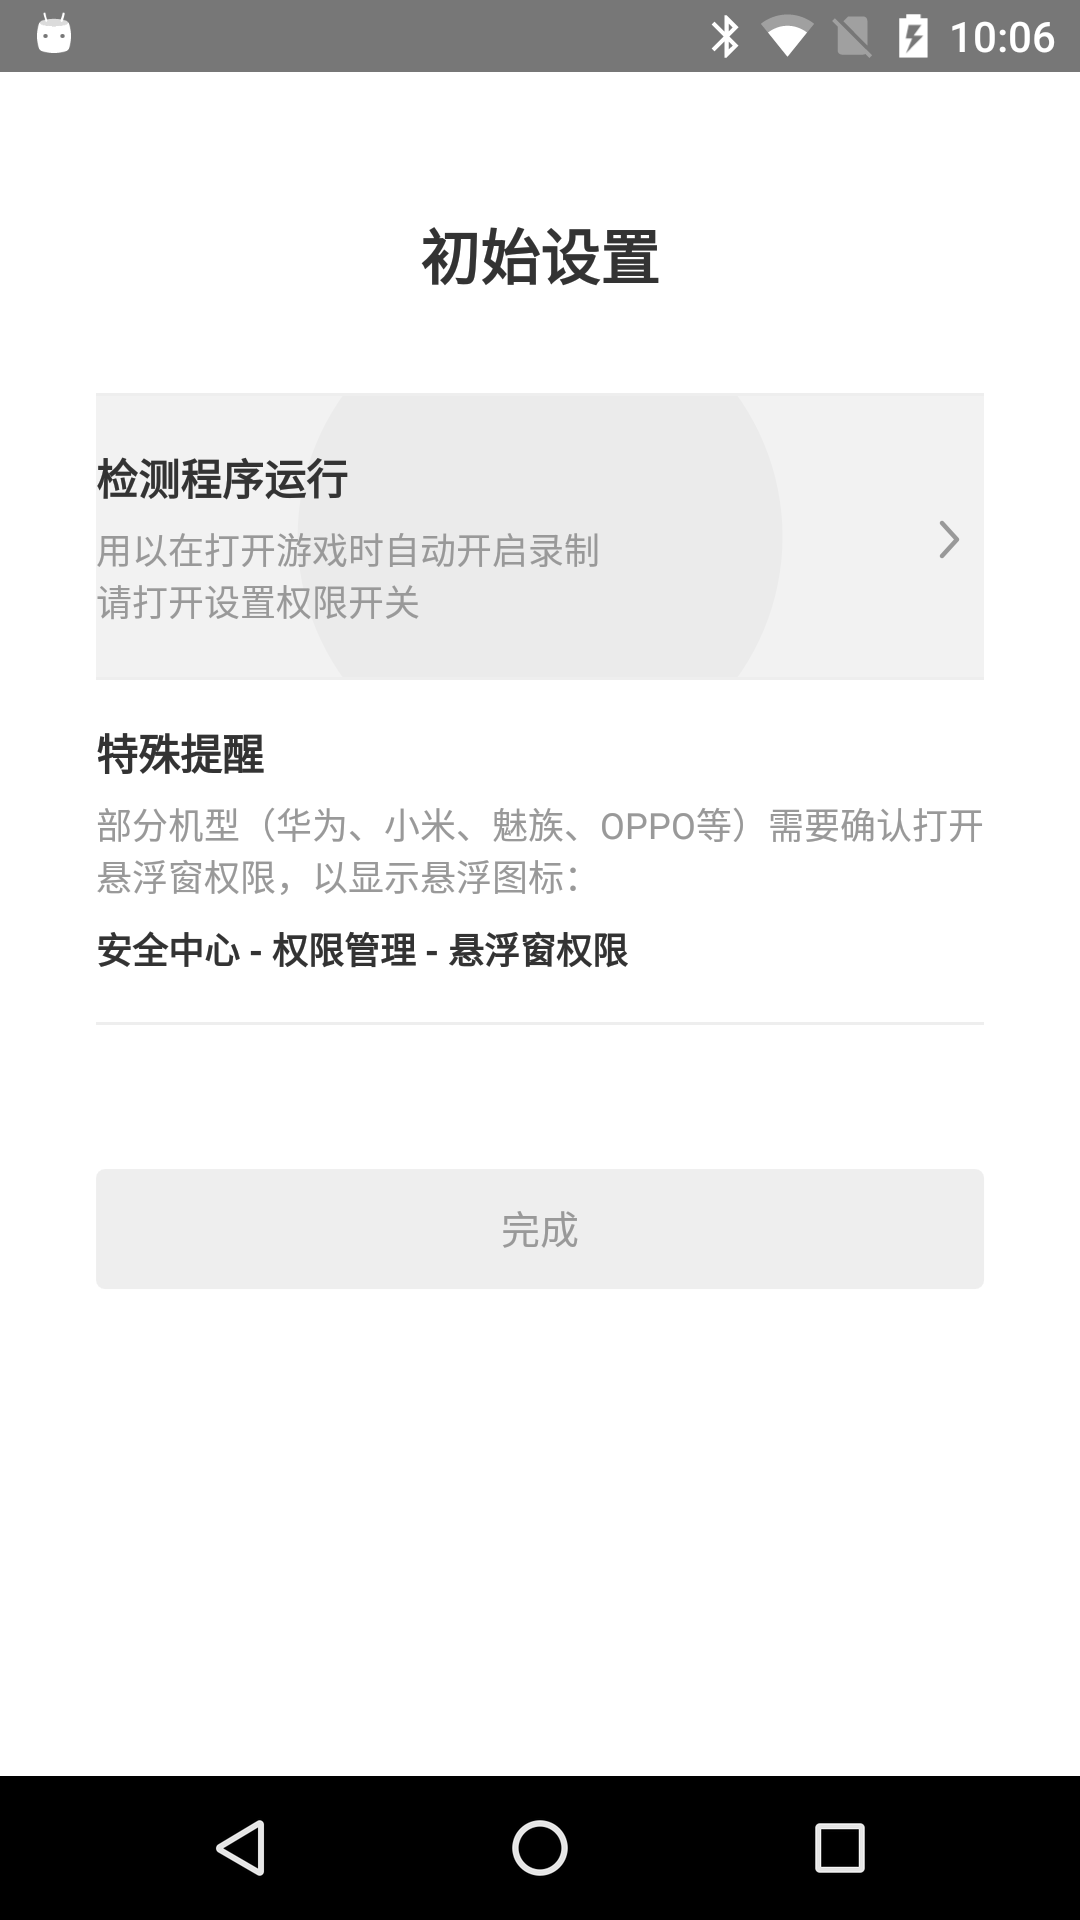 10:06
初始设置
检测程序运行
用以在打开游戏时自动开启录制
请打开设置权限开关
特殊提醒
部分机型（华为、小米、魅族、OPPO等）需要确认打开
悬浮窗权限，以显示悬浮图标：
安全中心 - 权限管理 - 悬浮窗权限
完成